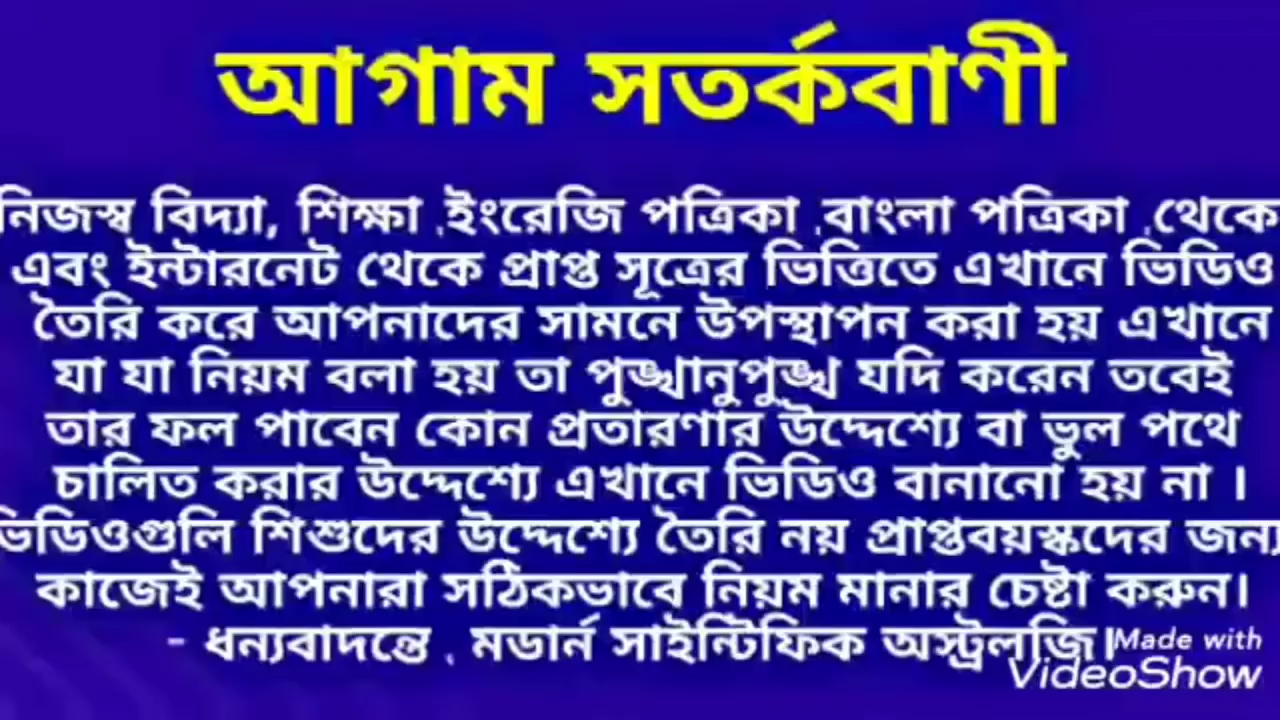 আগাম সতর্কবাণী
নিজস্ব বিদ্যা, শিক্ষা ,ইংরেজি পত্রিকা ,বাংলা পত্রিকা ,থেকে
এবং ইন্টারনেট থেকে প্রাপ্ত সূত্রের ভিত্তিতে এখানে ভিডিও
তৈরি করে আপনাদের সামনে উপস্থাপন করা হয় এখানে
যা যা নিয়ম বলা হয় তা পুঙ্খানুপুঙ্খ যদি করেন তবেই
তার ফল পাবেন কোন প্রতারণার উদ্দেশ্যে বা ভুল পথে
চালিত করার উদ্দেশ্যে এখানে ভিডিও বানানো হয় না ।
ভিডিওগুলি শিশুদের উদ্দেশ্যে তৈরি নয় প্রাপ্তবয়স্কদের জন্য
কাজেই আপনারা সঠিকভাবে নিয়ম মানার চেষ্টা করুন।
- ধন্যবাদন্তে , মডার্ন সাইন্টিফিক অস্ট্রলজি।
Made with
VideoShow